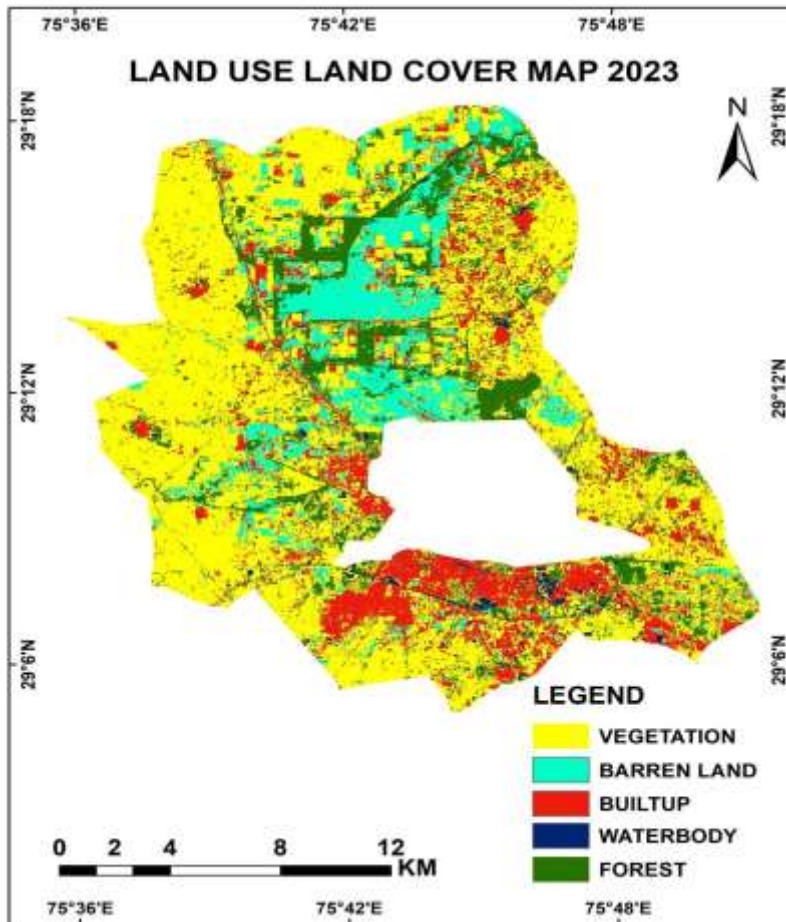 75°36'E 75°42'E 75°48'E
LAND USE LAND COVER MAP 2023
N
29°18'N 29°18'N
29°12'N 29°12'N
29°6'N 29°6'N
LEGEND
VEGETATION
BARREN LAND
BUILTUP
WATERBODY
FOREST
0 2 4 8 12
KM
75°36'E 75°42'E 75°48'E